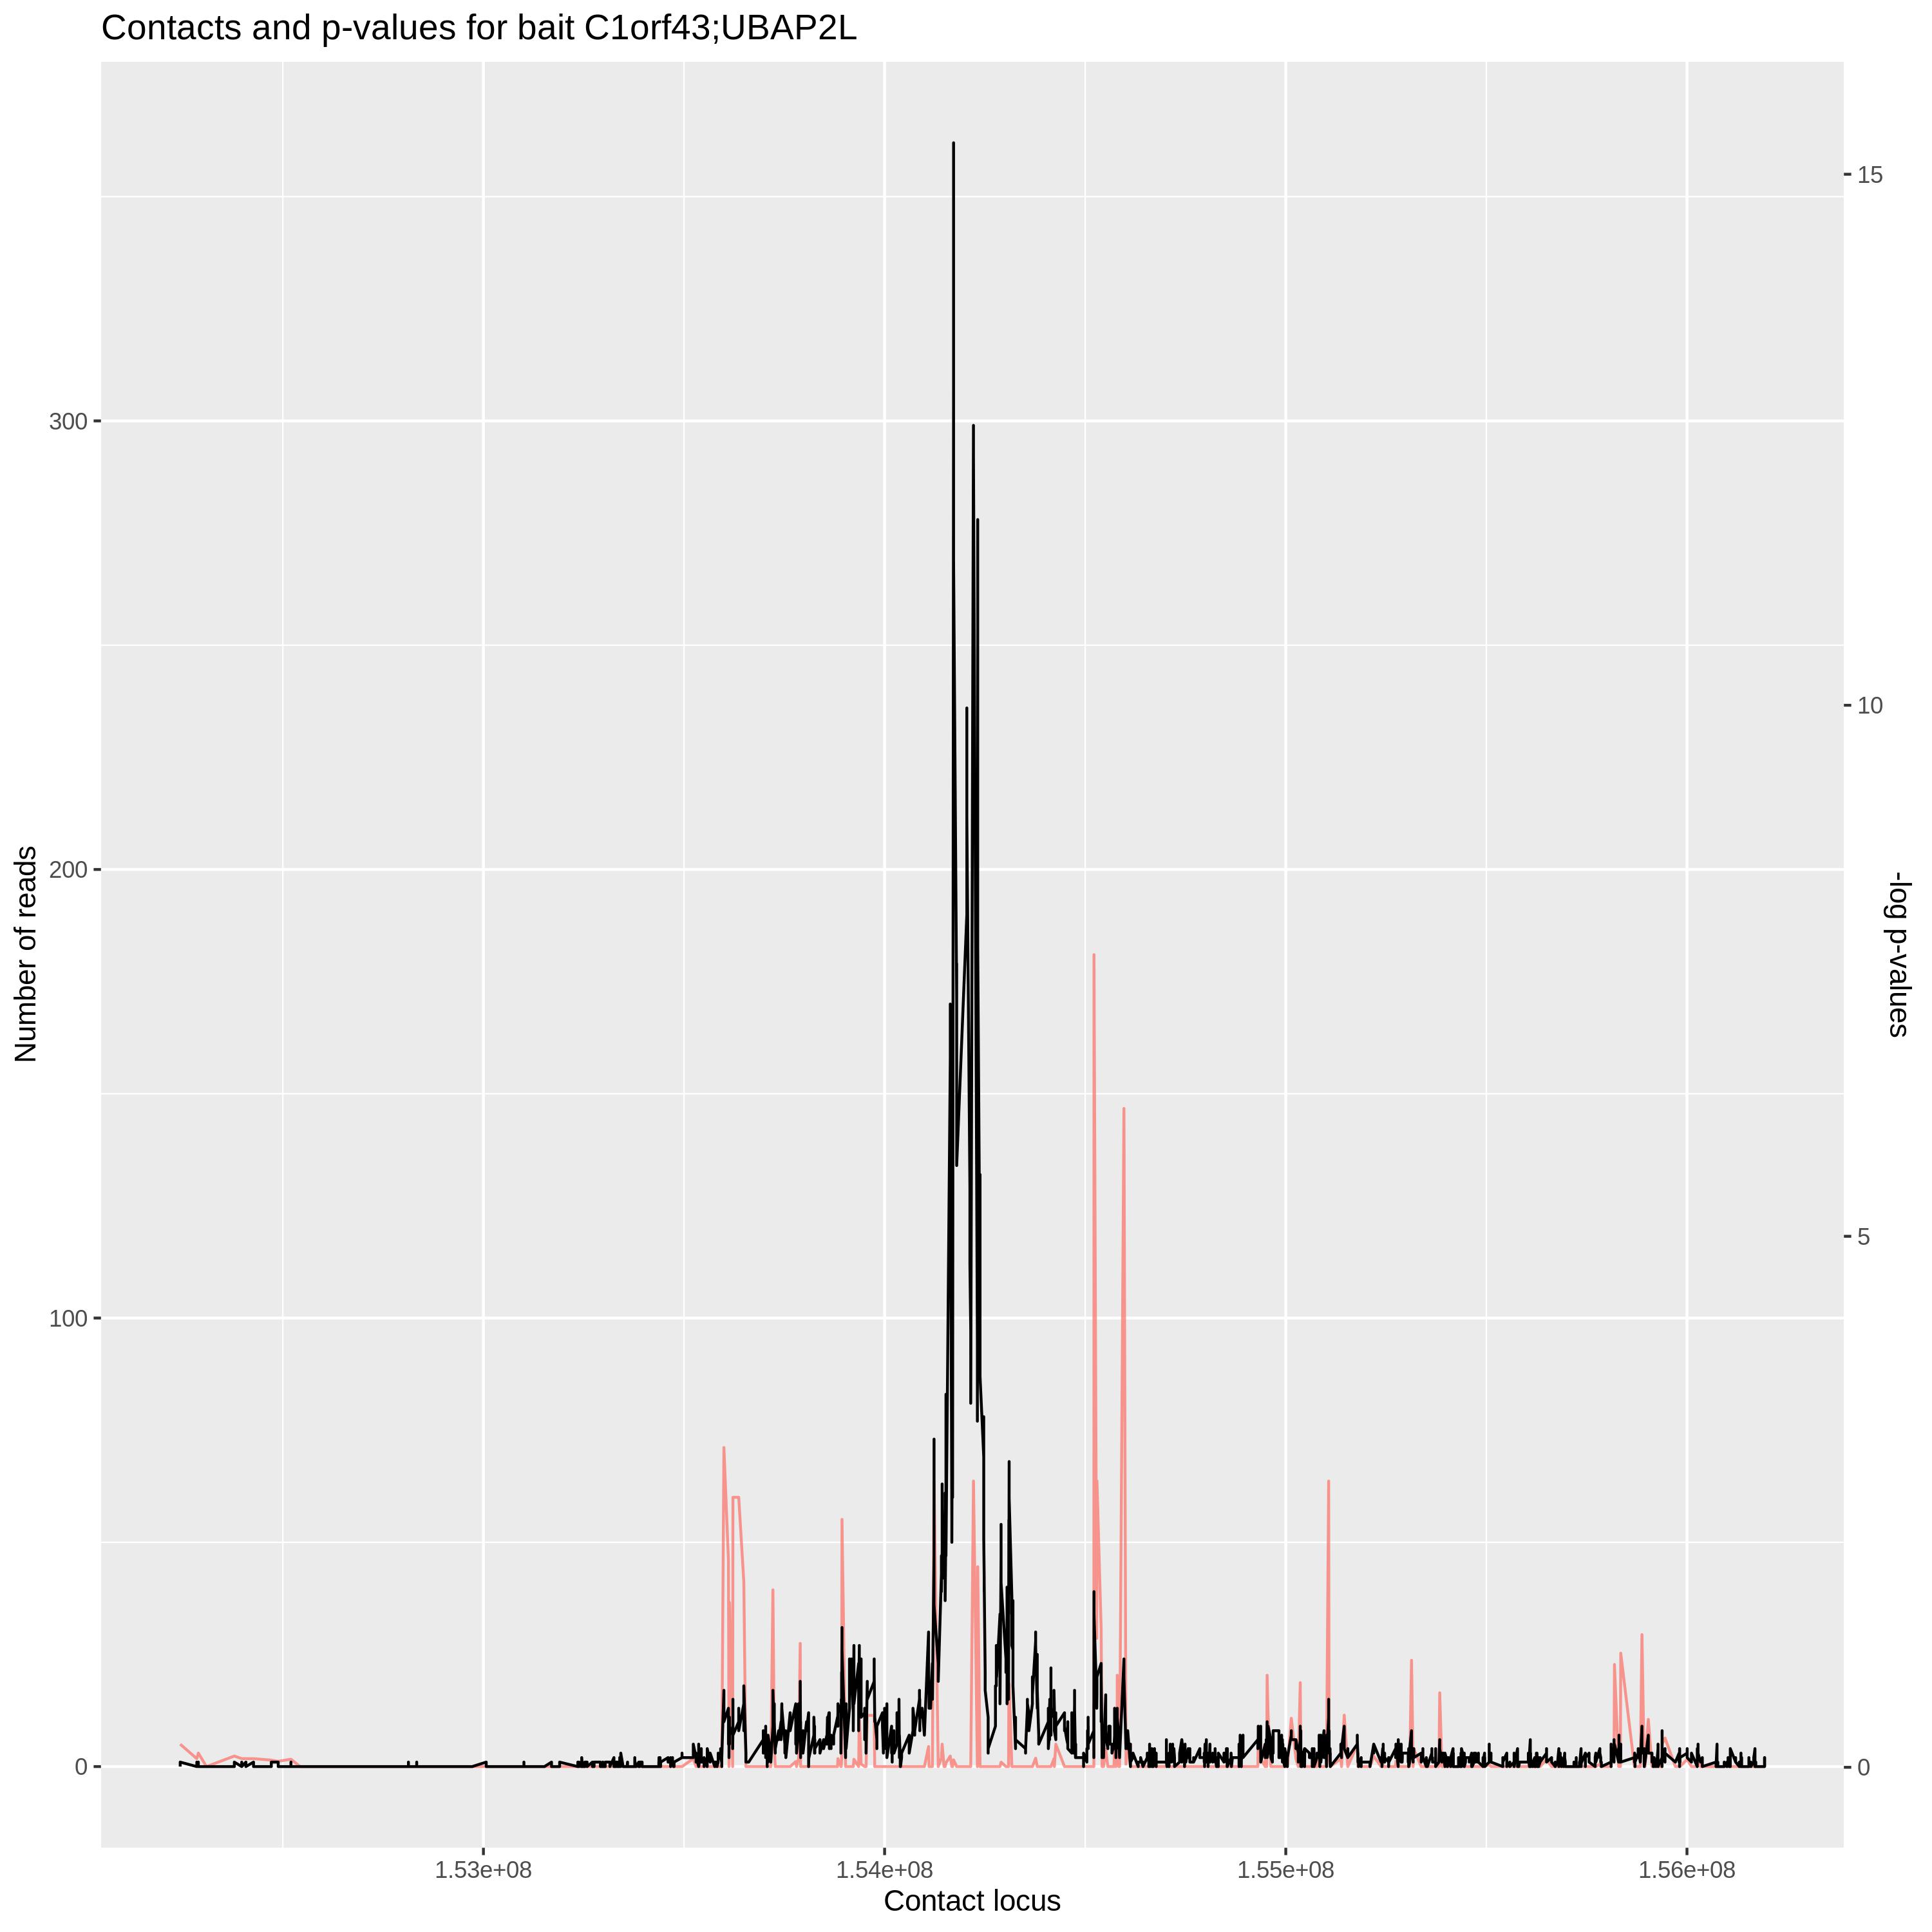 Contacts and p-values for bait C1orf43;UBAP2L
Number of reads
300
200
100
0
15
10
5
0
-log p-values
1.53e+08 1.54e+08 1.55e+08 1.56e+08
Contact locus